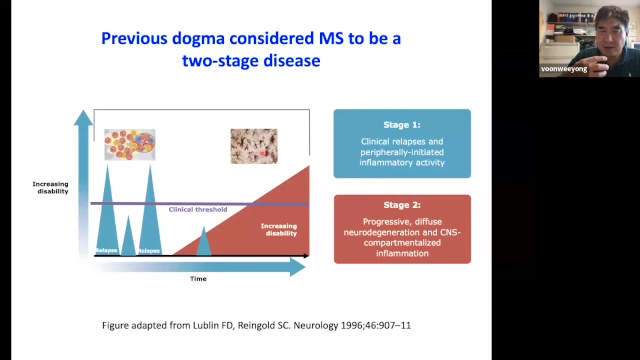 Previous dogma considered MS to be a
two-stage disease
voonweeyong
Increasing
disability
Clinical threshold
Relapse
Relapse
Increasing
disability
Time
Stage 1:
Clinical relapses and
peripherally-initiated
inflammatory activity
Stage 2:
Progressive, diffuse
neurodegeneration and CNS-
compartmentalized
inflammation
Figure adapted from Lublin FD, Reingold SC. Neurology 1996;46:907–11